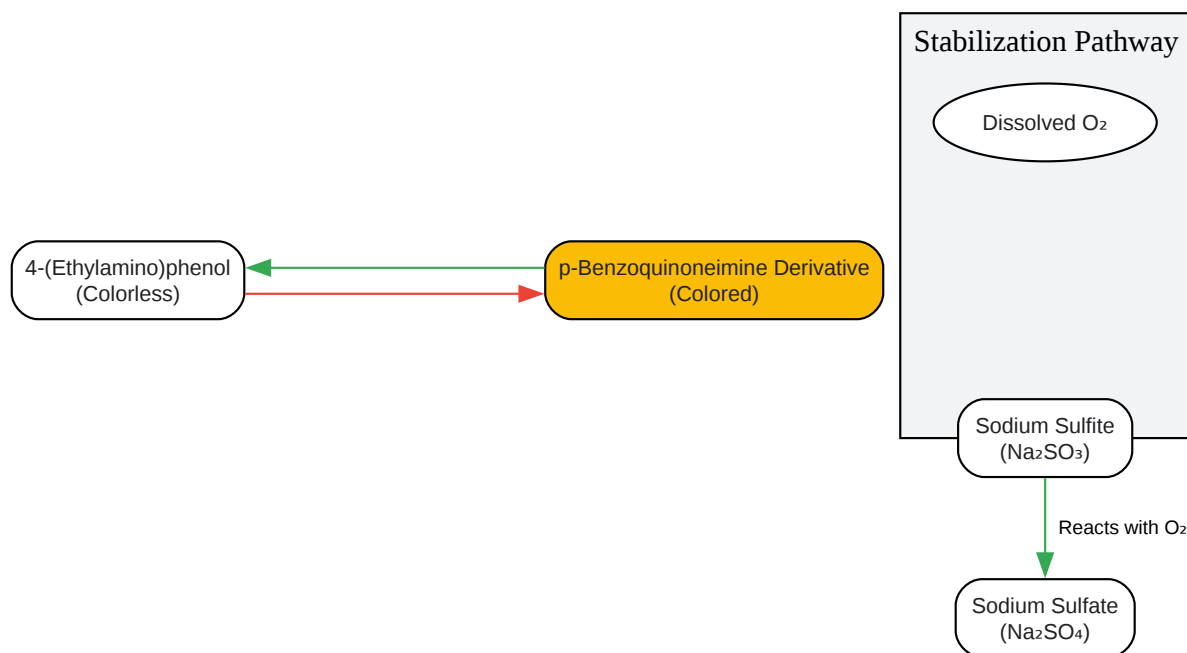 Stabilization Pathway
Dissolved O₂
4-(Ethylamino)phenol
(Colorless)
p-Benzoquinoneimine Derivative
(Colored)
Sodium Sulfite
(Na₂SO₃)
Reacts with O₂
Sodium Sulfate
(Na₂SO₄)